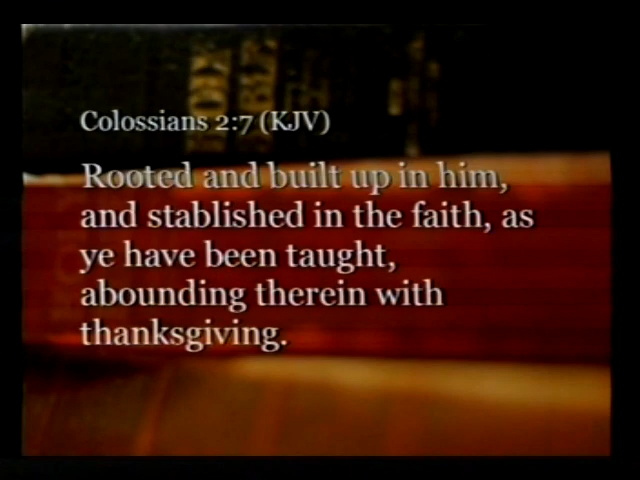 Colossians 2:7 (KJV)
Rooted and built up in him,
and stablished in the faith, as
ye have been taught,
abounding therein with
thanksgiving.